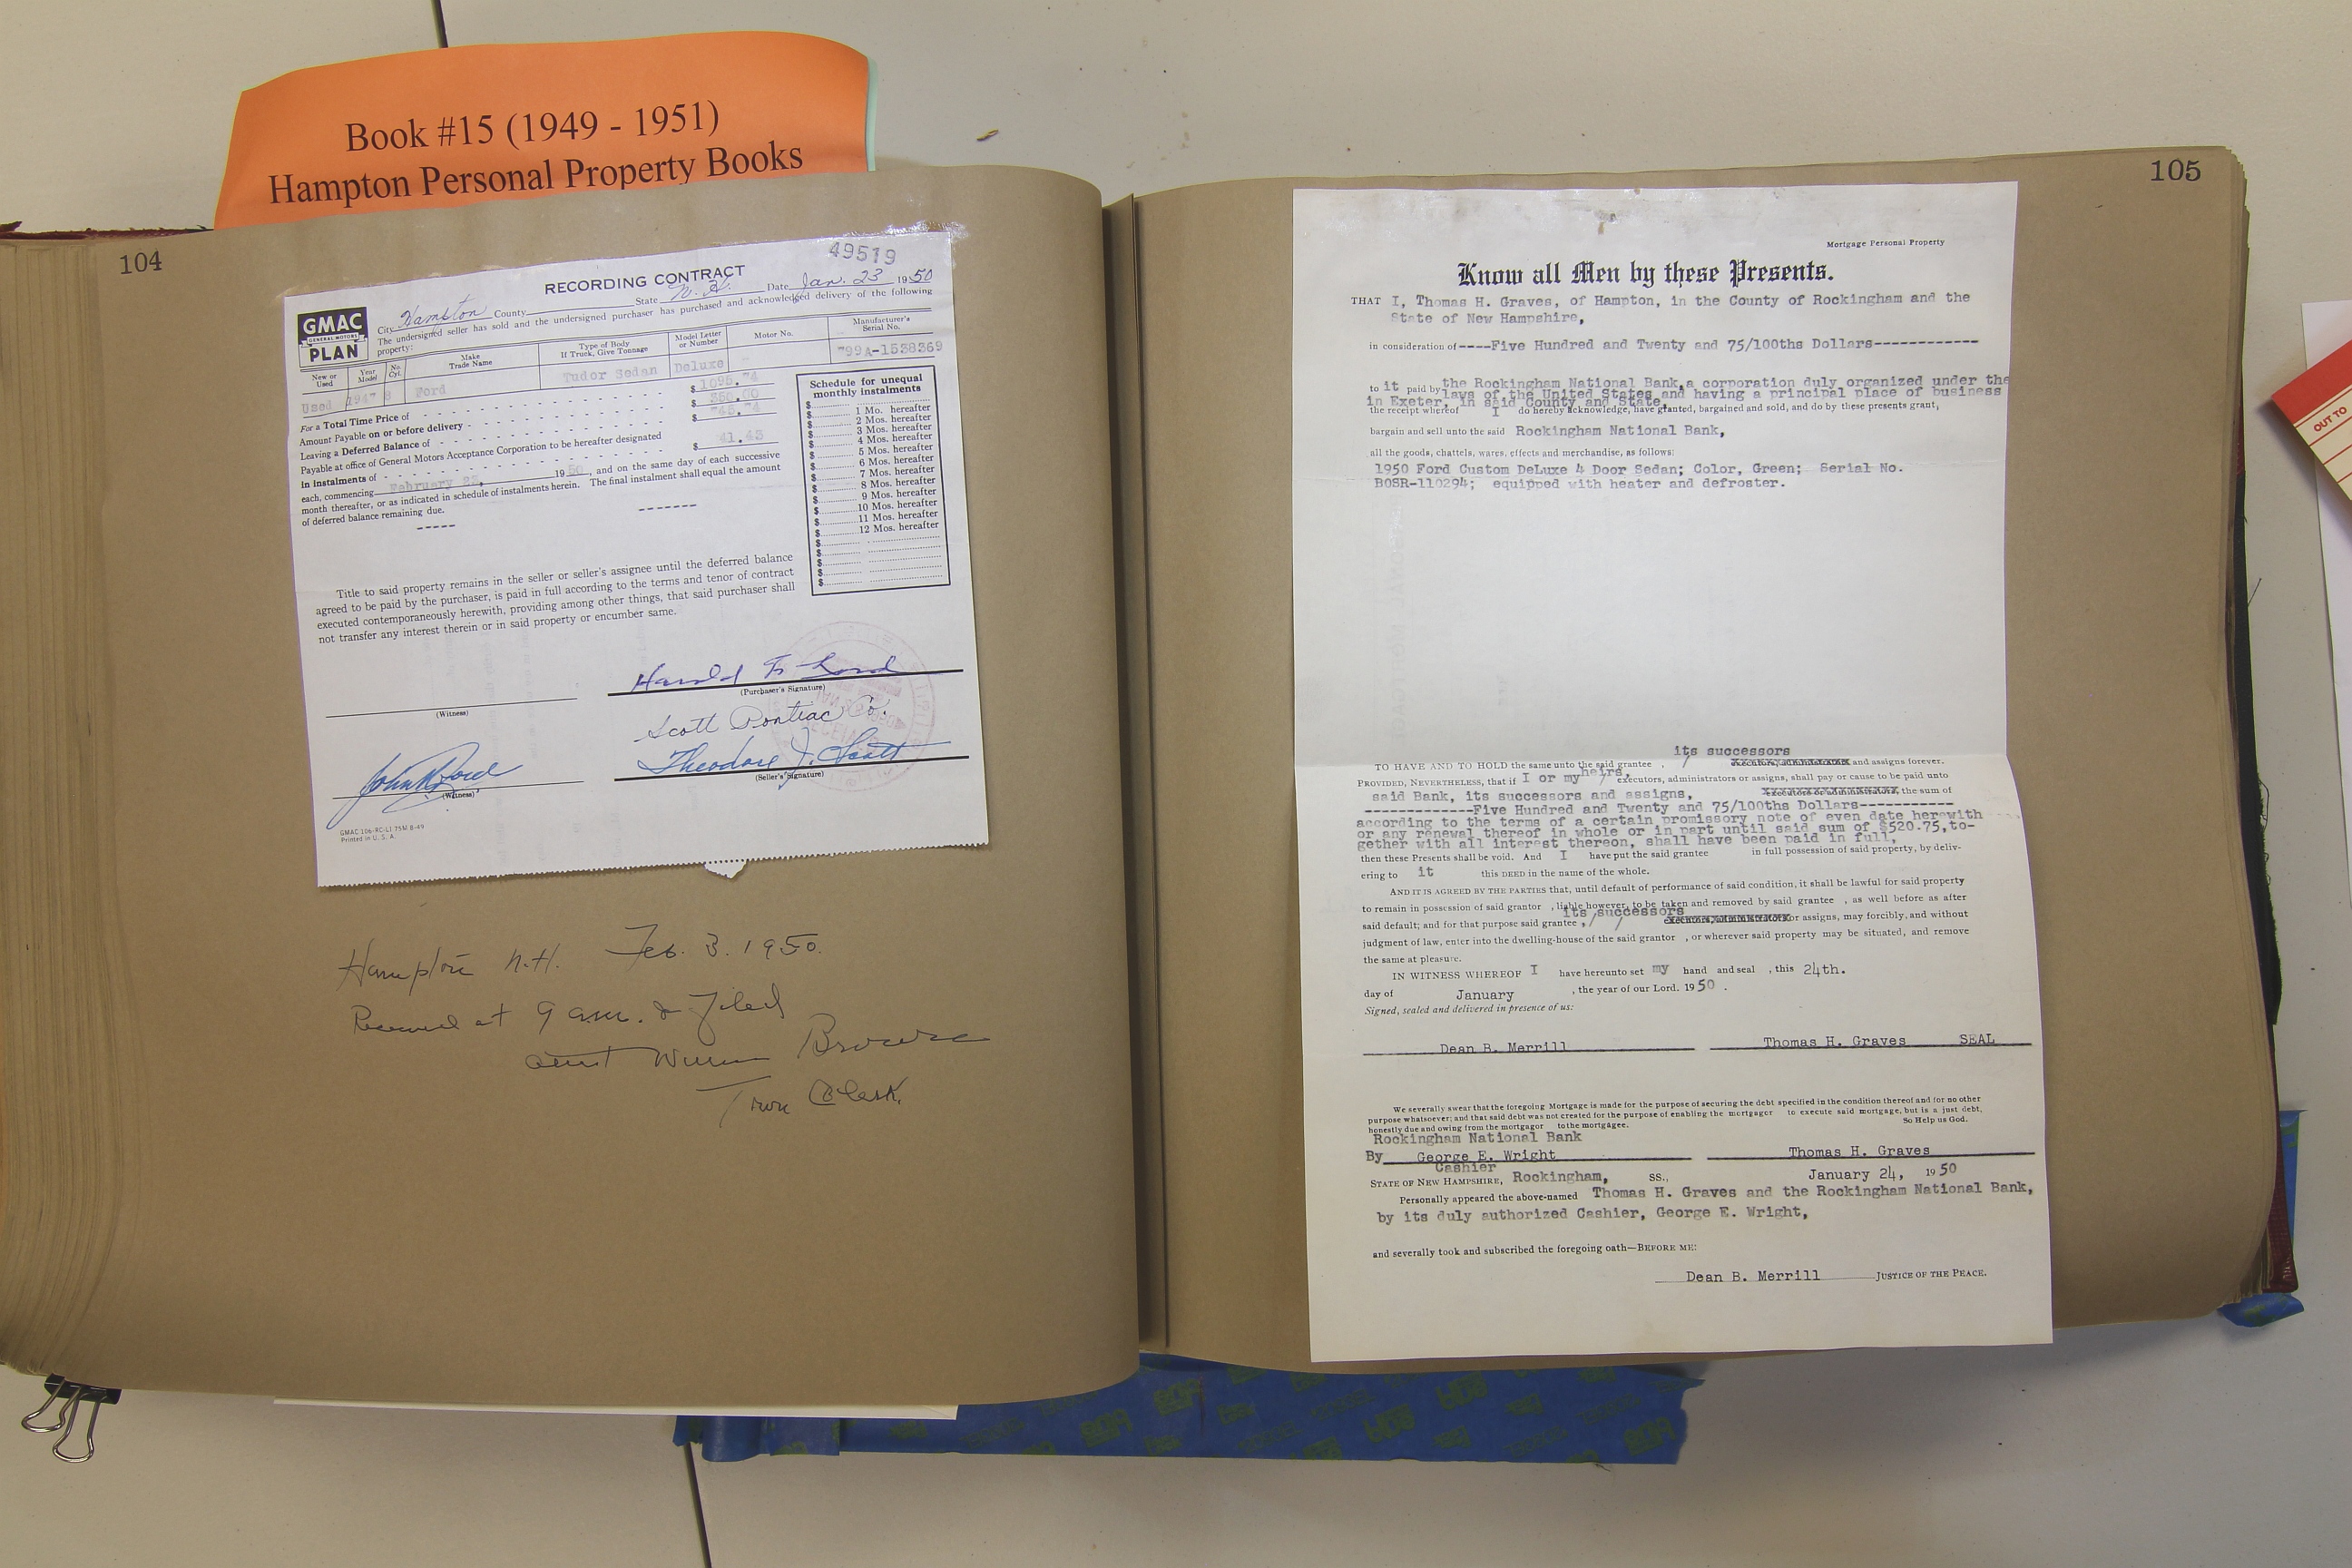 Book #15 (1949 - 1951)
Hampton Personal Property Books
104
49519
RECORDING CONTRACT
GMAC
GENERAL MOTORS
PLAN
City Hampton County State N. H. Date Jan. 23 1950
The undersigned seller has sold and the undersigned purchaser has purchased and acknowledged delivery of the following
property:
New or Used Year Model No. Cyl. Make Trade Name Type of Body If Truck, Give Tonnage Model Letter or Number Motor No. Manufacturer's Serial No.
Used 1947 8 Ford Tudor Sedan Deluxe - "99A-1538369
For a Total Time Price of - - - $1095.74
Amount Payable on or before delivery - - - $350.00
Leaving a Deferred Balance of - - - $745.74
Payable at office of General Motors Acceptance Corporation to be hereafter designated
in instalments of - - - $41.43
each, commencing February 23, 1950, and on the same day of each successive
month thereafter, or as indicated in schedule of instalments herein. The final instalment shall equal the amount
of deferred balance remaining due.
Schedule for unequal
monthly instalments
$ 1 Mo. hereafter
$ 2 Mos. hereafter
$ 3 Mos. hereafter
$ 4 Mos. hereafter
$ 5 Mos. hereafter
$ 6 Mos. hereafter
$ 7 Mos. hereafter
$ 8 Mos. hereafter
$ 9 Mos. hereafter
$ 10 Mos. hereafter
$ 11 Mos. hereafter
$ 12 Mos. hereafter
$
$
$
$
$
Title to said property remains in the seller or seller's assignee until the deferred balance
agreed to be paid by the purchaser, is paid in full according to the terms and tenor of contract
executed contemporaneously herewith, providing among other things, that said purchaser shall
not transfer any interest therein or in said property or encumber same.
Harold F. Lord
(Witness) (Purchaser's Signature)
Scott Pontiac Co.
Theodore J. Scott
(Witness) (Seller's Signature)
GMAC 106-RC-LI 75M 8-49
Printed in U. S. A.
Hampton N.H. Feb. 3. 1950.
Received at 9 a.m. & Filed
Browne
Town Clerk.
105
Mortgage Personal Property
Know all Men by these Presents.
THAT I, Thomas H. Graves, of Hampton, in the County of Rockingham and the
State of New Hampshire,
in consideration of----Five Hundred and Twenty and 75/100ths Dollars------------
to it paid by the Rockingham National Bank, a corporation duly organized under the
laws of the United States and having a principal place of business
in Exeter, in said County and State,
the receipt whereof I do hereby acknowledge, have granted, bargained and sold, and do by these presents grant,
bargain and sell unto the said Rockingham National Bank,
all the goods, chattels, wares, effects and merchandise, as follows:
1950 Ford Custom DeLuxe 4 Door Sedan; Color, Green; Serial No.
BOSR-110294; equipped with heater and defroster.
its successors
TO HAVE AND TO HOLD the same unto the said grantee , / and assigns forever.
PROVIDED, NEVERTHELESS, that if I or my heirs, / executors, administrators or assigns, shall pay or cause to be paid unto
said Bank, its successors and assigns, executors or administrators, the sum of
-------------Five Hundred and Twenty and 75/100ths Dollars-----------
according to the terms of a certain promissory note of even date herewith
or any renewal thereof in whole or in part until said sum of $520.75, to-
gether with all interest thereon, shall have been paid in full,
then these Presents shall be void. And I have put the said grantee in full possession of said property, by deliv-
ering to it this DEED in the name of the whole.
AND IT IS AGREED BY THE PARTIES that, until default of performance of said condition, it shall be lawful for said property
to remain in possession of said grantor , liable however, to be taken and removed by said grantee , as well before as after
its successors
said default; and for that purpose said grantee , / or assigns, may forcibly, and without
judgment of law, enter into the dwelling-house of the said grantor , or wherever said property may be situated, and remove
the same at pleasure.
IN WITNESS WHEREOF I have hereunto set my hand and seal , this 24th.
day of January , the year of our Lord. 1950 .
Signed, sealed and delivered in presence of us:
Dean B. Merrill Thomas H. Graves SEAL
We severally swear that the foregoing Mortgage is made for the purpose of securing the debt specified in the condition thereof and for no other
purpose whatsoever; and that said debt was not created for the purpose of enabling the mortgager to execute said mortgage, but is a just debt,
honestly due and owing from the mortgagor to the mortgagee. So Help us God.
Rockingham National Bank
By George E. Wright Thomas H. Graves
Cashier
STATE OF NEW HAMPSHIRE, Rockingham, SS., January 24, 1950
Personally appeared the above-named Thomas H. Graves and the Rockingham National Bank,
by its duly authorized Cashier, George E. Wright,
and severally took and subscribed the foregoing oath—BEFORE ME:
Dean B. Merrill JUSTICE OF THE PEACE.
OUT TO